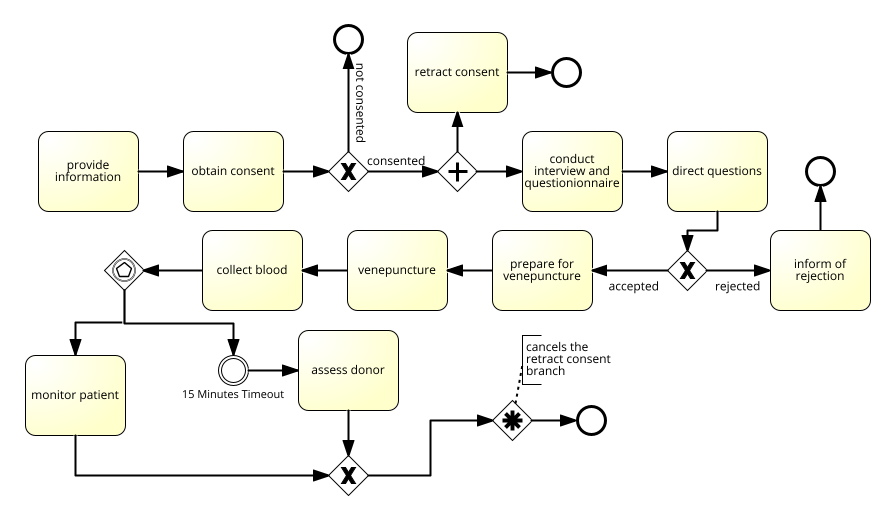 not consented
retract consent
provide
information
obtain consent
consented
conduct
interview and
questionionnaire
direct questions
collect blood
venepuncture
prepare for
venepuncture
accepted
rejected
inform of
rejection
monitor patient
15 Minutes Timeout
assess donor
cancels the
retract consent
branch